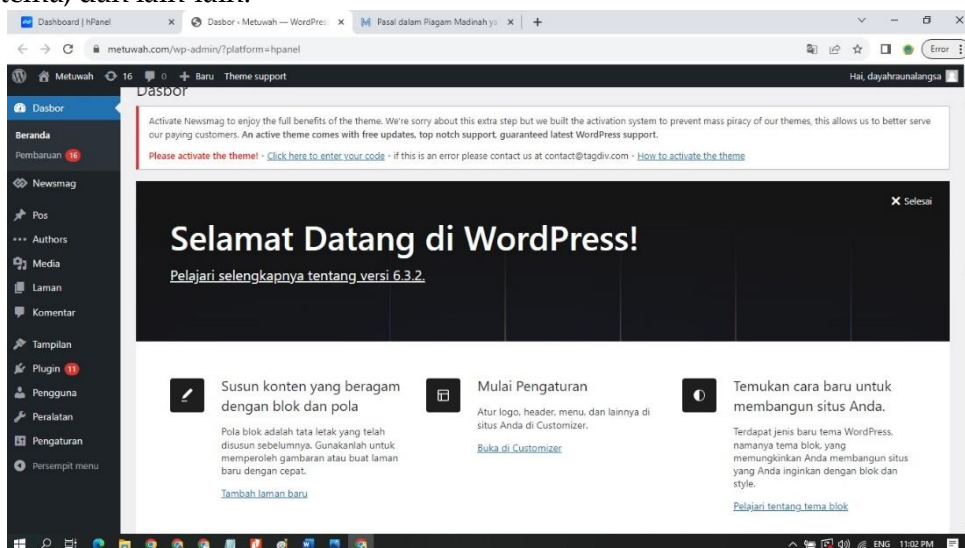 tema, dan lain-lain.
Dashboard | hPanel
Dasbor ‹ Metuwah — WordPres
Pasal dalam Piagam Madinah ya
metuwah.com/wp-admin/?platform=hpanel
Error
Metuwah 16 0 + Baru Theme support
Hai, dayahraunalangsa
Dasbor
Beranda
Pembaruan 16
Newsmag
Pos
Authors
Media
Laman
Komentar
Tampilan
Plugin 11
Pengguna
Peralatan
Pengaturan
Persempit menu
Dasbor
Activate Newsmag to enjoy the full benefits of the theme. We're sorry about this extra step but we built the activation system to prevent mass piracy of our themes, this allows us to better serve
our paying customers. An active theme comes with free updates, top notch support, guaranteed latest WordPress support.
Please activate the theme! - Click here to enter your code - if this is an error please contact us at contact@tagdiv.com - How to activate the theme
Selesai
Selamat Datang di WordPress!
Pelajari selengkapnya tentang versi 6.3.2.
Susun konten yang beragam
dengan blok dan pola
Pola blok adalah tata letak yang telah
disusun sebelumnya. Gunakanlah untuk
memperoleh gambaran atau buat laman
baru dengan cepat.
Tambah laman baru
Mulai Pengaturan
Atur logo, header, menu, dan lainnya di
situs Anda di Customizer.
Buka di Customizer
Temukan cara baru untuk
membangun situs Anda.
Terdapat jenis baru tema WordPress,
namanya tema blok, yang
memungkinkan Anda membangun situs
yang Anda inginkan dengan blok dan
style.
Pelajari tentang tema blok
ENG 11:02 PM